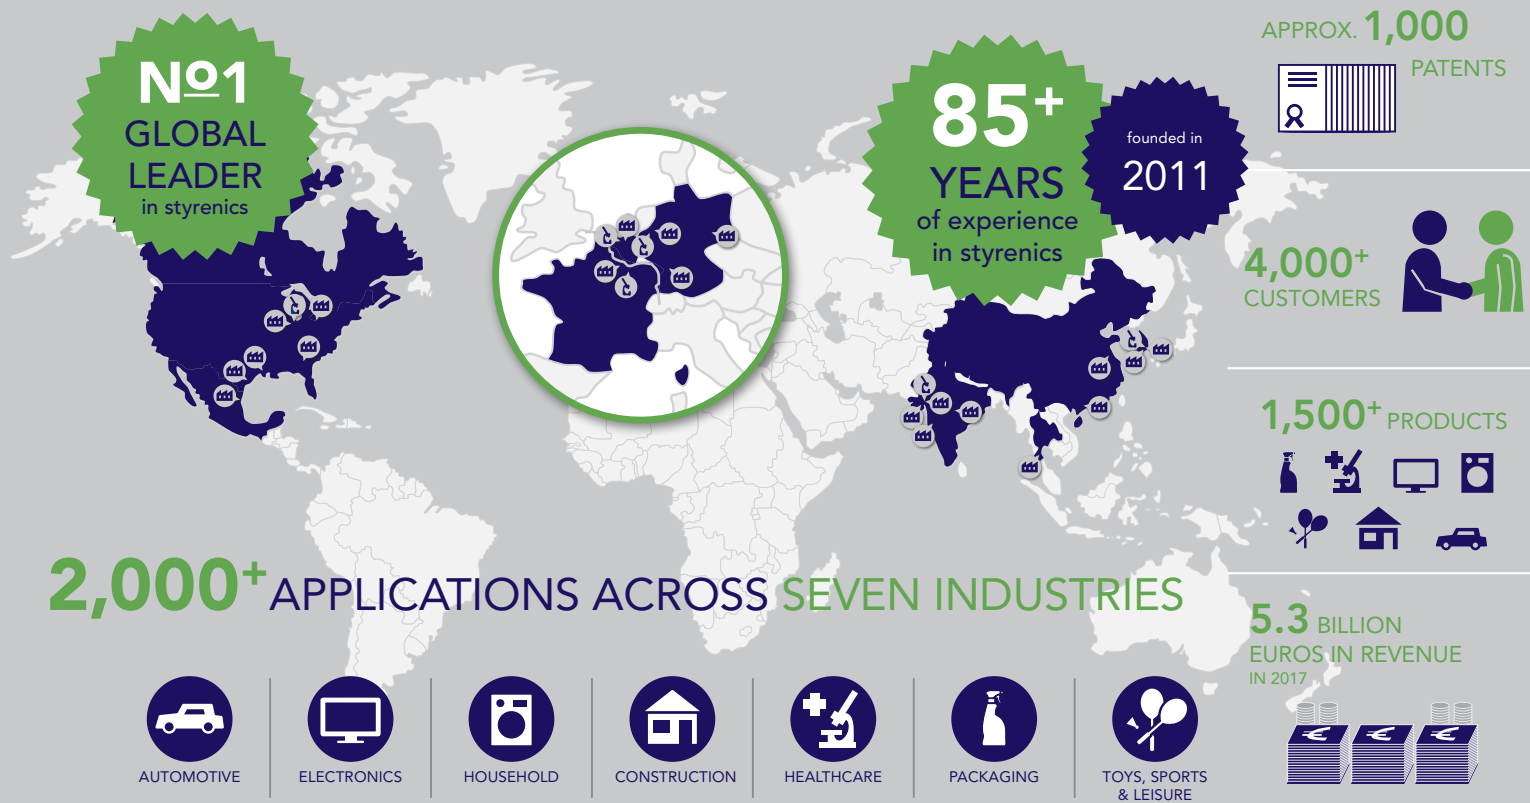 Nº1
GLOBAL
LEADER
in styrenics
85+
YEARS
of experience
in styrenics
founded in
2011
APPROX. 1,000
PATENTS
4,000+
CUSTOMERS
1,500+ PRODUCTS
5.3 BILLION
EUROS IN REVENUE
IN 2017
€ € €
2,000+ APPLICATIONS ACROSS SEVEN INDUSTRIES
AUTOMOTIVE
ELECTRONICS
HOUSEHOLD
CONSTRUCTION
HEALTHCARE
PACKAGING
TOYS, SPORTS
& LEISURE